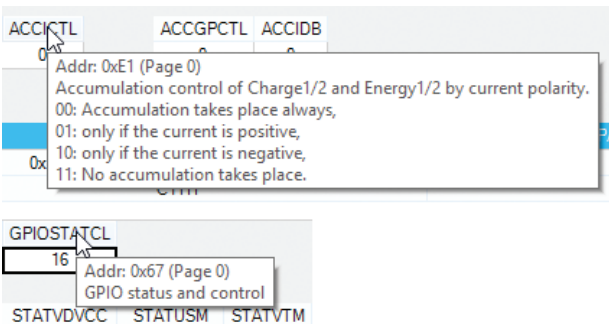 ACCICTL ACCGPCTL ACCIDB
Addr: 0xE1 (Page 0)
Accumulation control of Charge1/2 and Energy1/2 by current polarity.
00: Accumulation takes place always,
01: only if the current is positive,
10: only if the current is negative,
11: No accumulation takes place.
0x
GPIOSTATCL
16
Addr: 0x67 (Page 0)
GPIO status and control
STATVDVCC STATUSM STATVTM